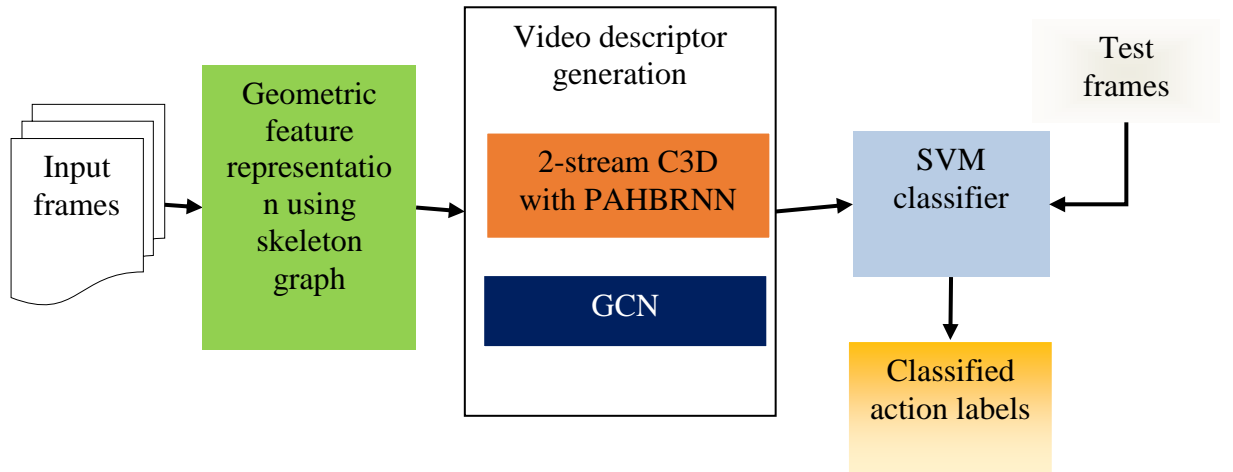 Input
frames
Geometric
feature
representatio
n using
skeleton
graph
Video descriptor
generation
2-stream C3D
with PAHBRNN
GCN
SVM
classifier
Test
frames
Classified
action labels